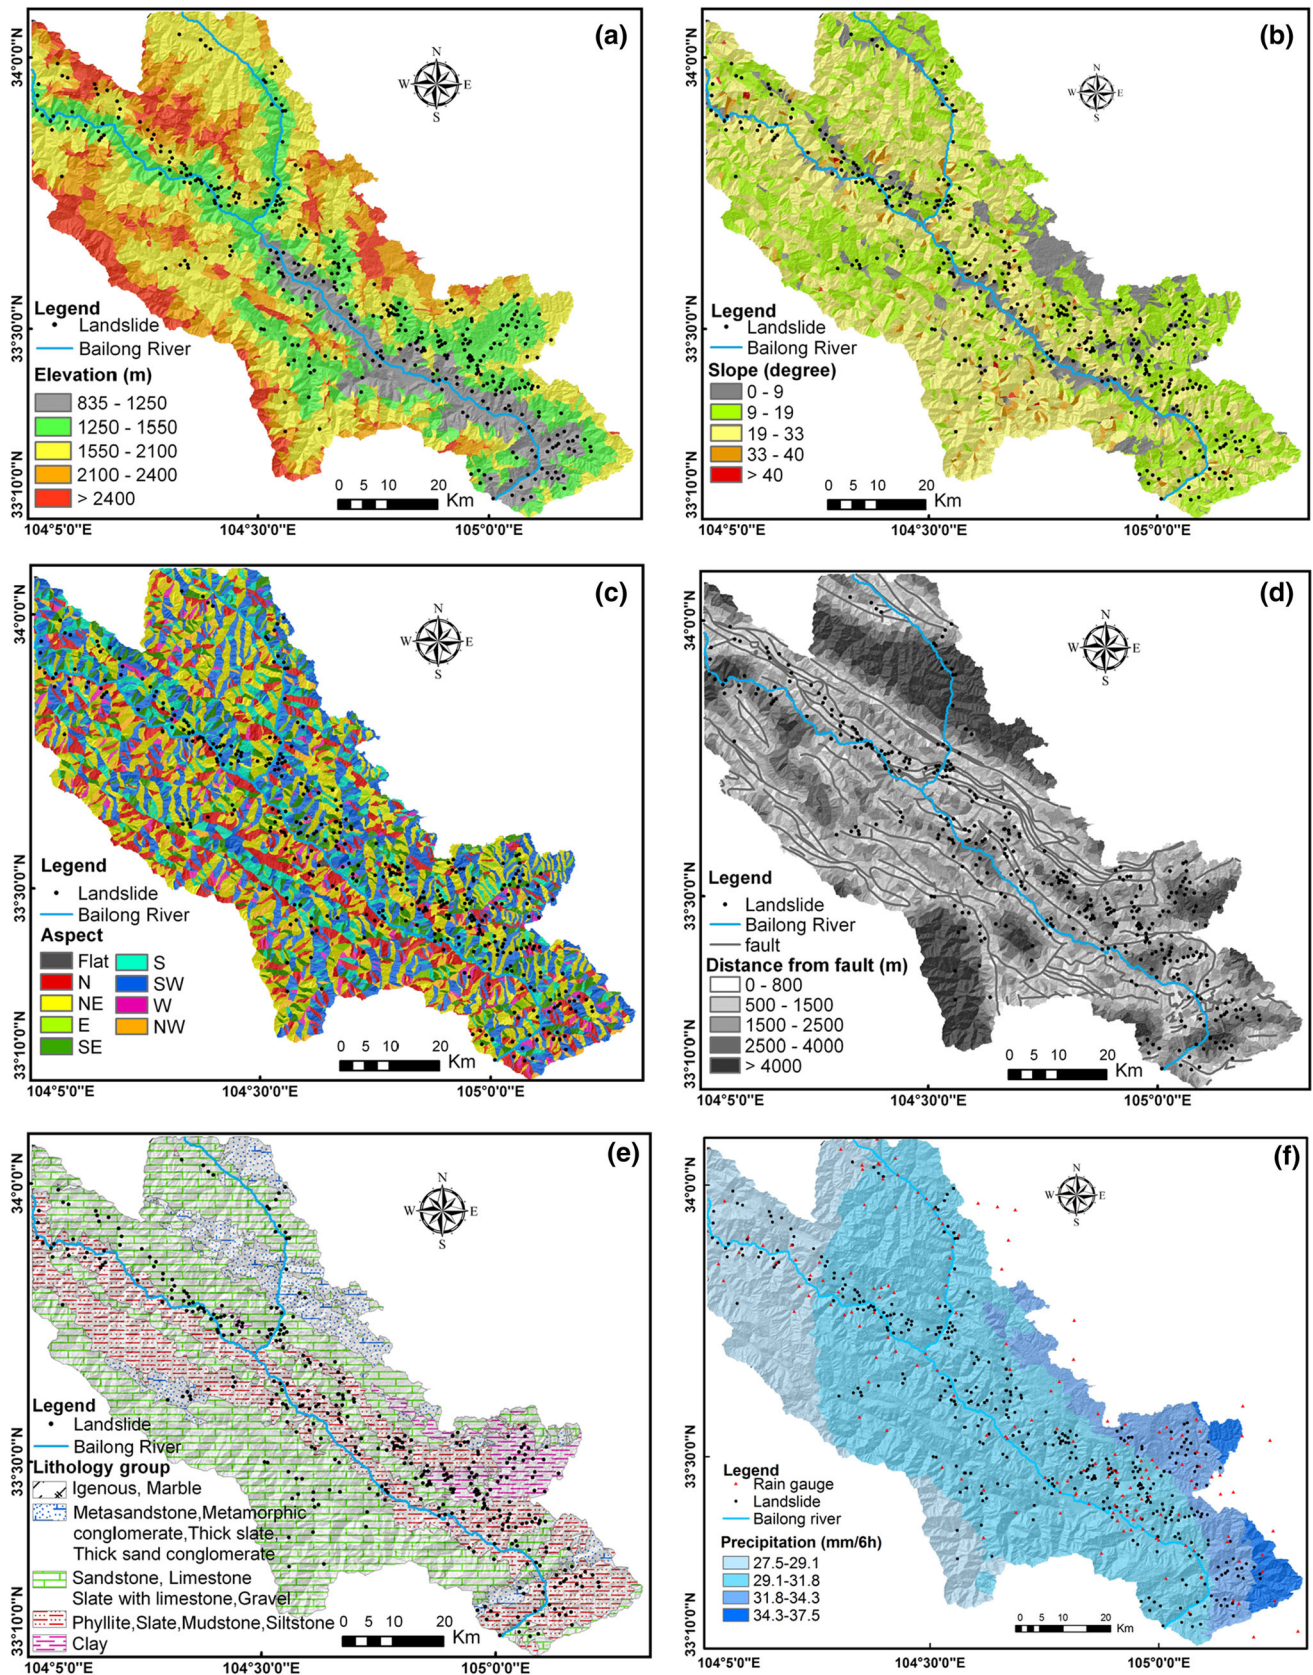 (a)
N
W E
S
34°0'0"N
33°30'0"N
33°10'0"N
Legend
Landslide
Bailong River
Elevation (m)
835 - 1250
1250 - 1550
1550 - 2100
2100 - 2400
> 2400
0 5 10 20
Km
104°5'0"E 104°30'0"E 105°0'0"E
(b)
N
W E
S
34°0'0"N
33°30'0"N
33°10'0"N
Legend
Landslide
Bailong River
Slope (degree)
0 - 9
9 - 19
19 - 33
33 - 40
> 40
0 5 10 20
Km
104°5'0"E 104°30'0"E 105°0'0"E
(c)
N
W E
S
34°0'0"N
33°30'0"N
33°10'0"N
Legend
Landslide
Bailong River
Aspect
Flat S
N SW
NE W
E NW
SE
0 5 10 20
Km
104°5'0"E 104°30'0"E 105°0'0"E
(d)
N
W E
S
34°0'0"N
33°30'0"N
33°10'0"N
Legend
Landslide
Bailong River
fault
Distance from fault (m)
0 - 800
500 - 1500
1500 - 2500
2500 - 4000
> 4000
0 5 10 20
Km
104°5'0"E 104°30'0"E 105°0'0"E
(e)
N
W E
S
34°0'0"N
33°30'0"N
33°10'0"N
Legend
Landslide
Bailong River
Lithology group
Igenous, Marble
Metasandstone,Metamorphic
conglomerate,Thick slate,
Thick sand conglomerate
Sandstone, Limestone
Slate with limestone,Gravel
Phyllite,Slate,Mudstone,Siltstone
Clay
0 5 10 20
Km
104°5'0"E 104°30'0"E 105°0'0"E
(f)
N
W E
S
34°0'0"N
33°30'0"N
33°10'0"N
Legend
Rain gauge
Landslide
Bailong river
Precipitation (mm/6h)
27.5-29.1
29.1-31.8
31.8-34.3
34.3-37.5
0 5 10 20
Km
104°5'0"E 104°30'0"E 105°0'0"E